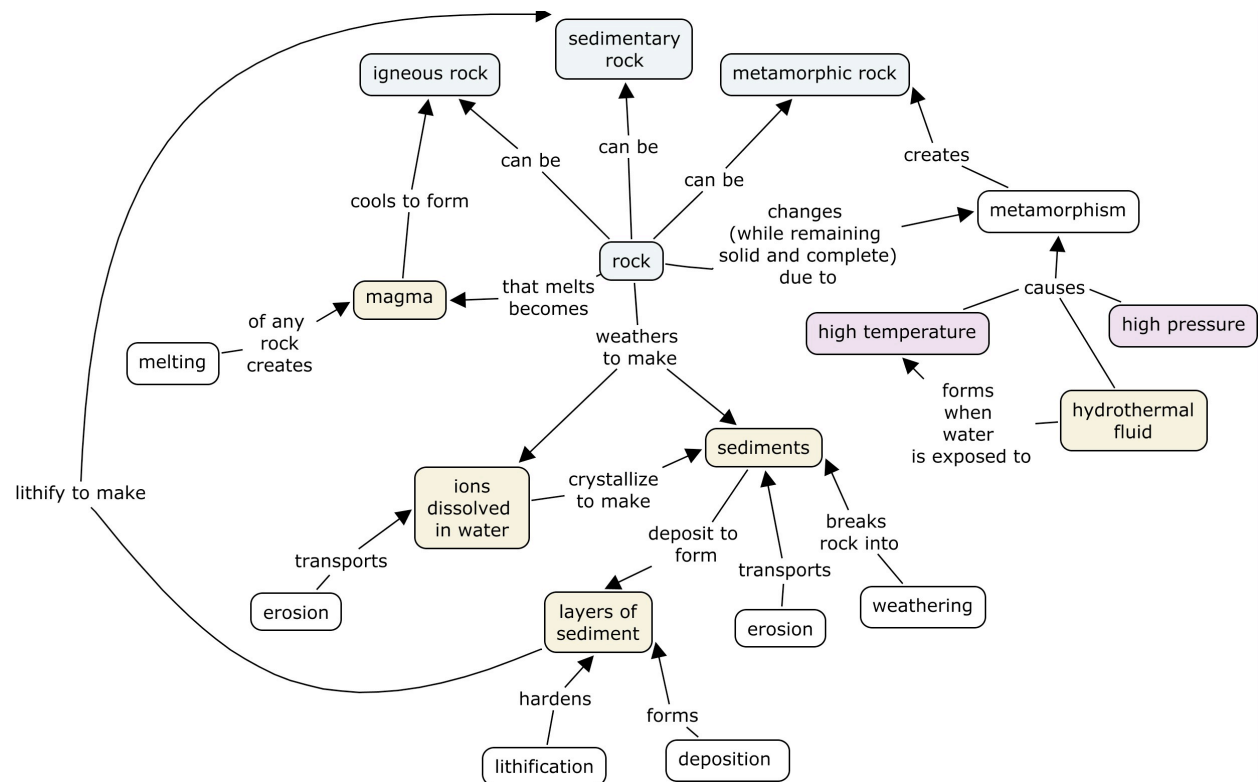 sedimentary
rock
igneous rock
metamorphic rock
can be
can be
can be
creates
cools to form
metamorphism
changes
(while remaining
solid and complete)
due to
rock
that melts
becomes
magma
causes
of any
rock
creates
melting
high temperature
high pressure
weathers
to make
forms
when
water
is exposed to
hydrothermal
fluid
sediments
lithify to make
ions
dissolved
in water
crystallize
to make
deposit to
form
breaks
rock into
transports
transports
erosion
layers of
sediment
erosion
weathering
hardens
forms
lithification
deposition